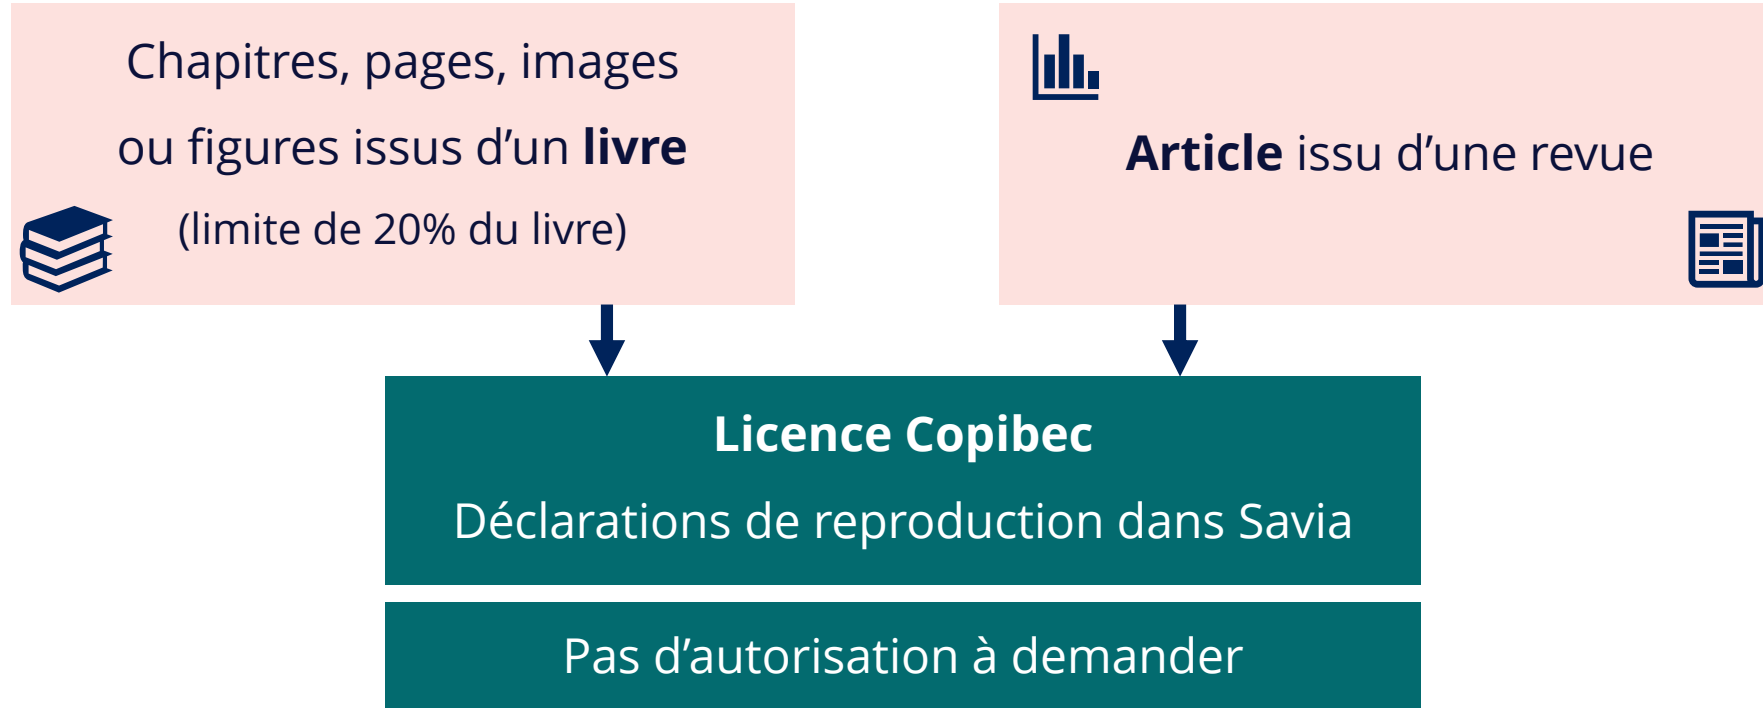 Chapitres, pages, images
ou figures issus d’un livre
(limite de 20% du livre)
Article issu d’une revue
Licence Copibec
Déclarations de reproduction dans Savia
Pas d’autorisation à demander